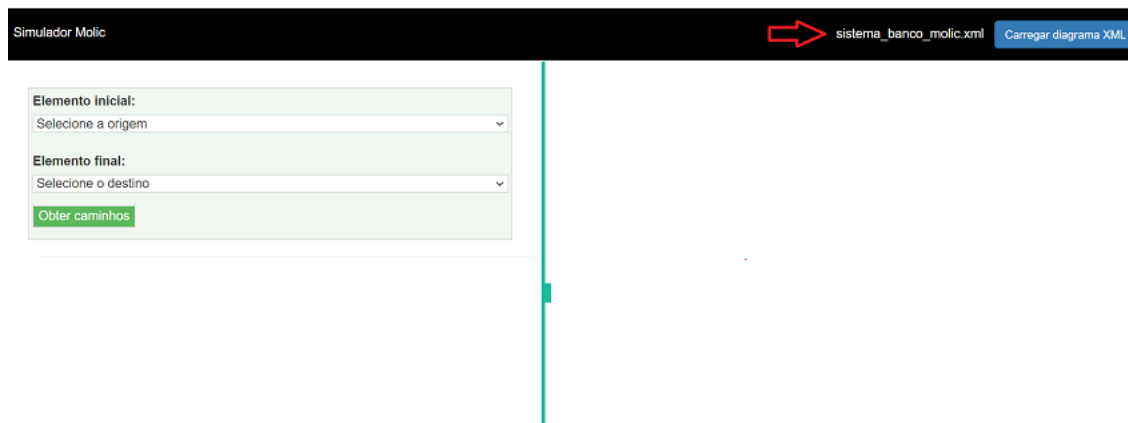 Simulador Molic
sistema_banco_molic.xml
Carregar diagrama XML
Elemento inicial:
Selecione a origem
Elemento final:
Selecione o destino
Obter caminhos